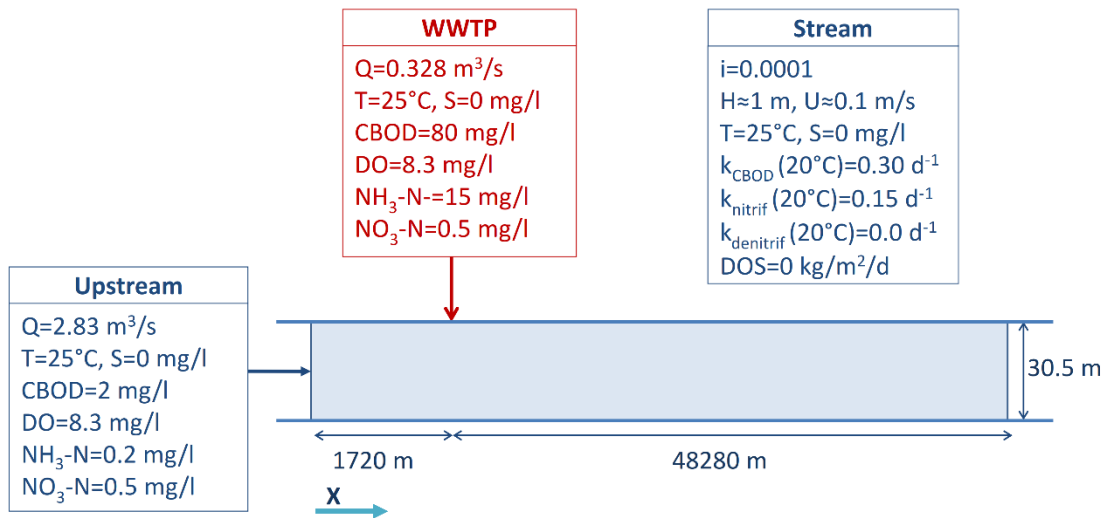 WWTP
Q=0.328 m³/s
T=25°C, S=0 mg/l
CBOD=80 mg/l
DO=8.3 mg/l
NH₃-N-=15 mg/l
NO₃-N=0.5 mg/l
Stream
i=0.0001
H≈1 m, U≈0.1 m/s
T=25°C, S=0 mg/l
k_CBOD (20°C)=0.30 d⁻¹
k_nitrif (20°C)=0.15 d⁻¹
k_denitrif (20°C)=0.0 d⁻¹
DOS=0 kg/m²/d
Upstream
Q=2.83 m³/s
T=25°C, S=0 mg/l
CBOD=2 mg/l
DO=8.3 mg/l
NH₃-N=0.2 mg/l
NO₃-N=0.5 mg/l
30.5 m
1720 m
48280 m
X